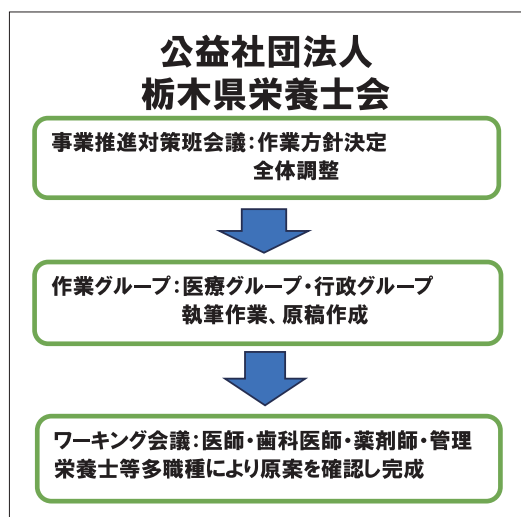 公益社団法人
栃木県栄養士会
事業推進対策班会議：作業方針決定
全体調整
作業グループ：医療グループ・行政グループ
執筆作業、原稿作成
ワーキング会議：医師・歯科医師・薬剤師・管理
栄養士等多職種により原案を確認し完成